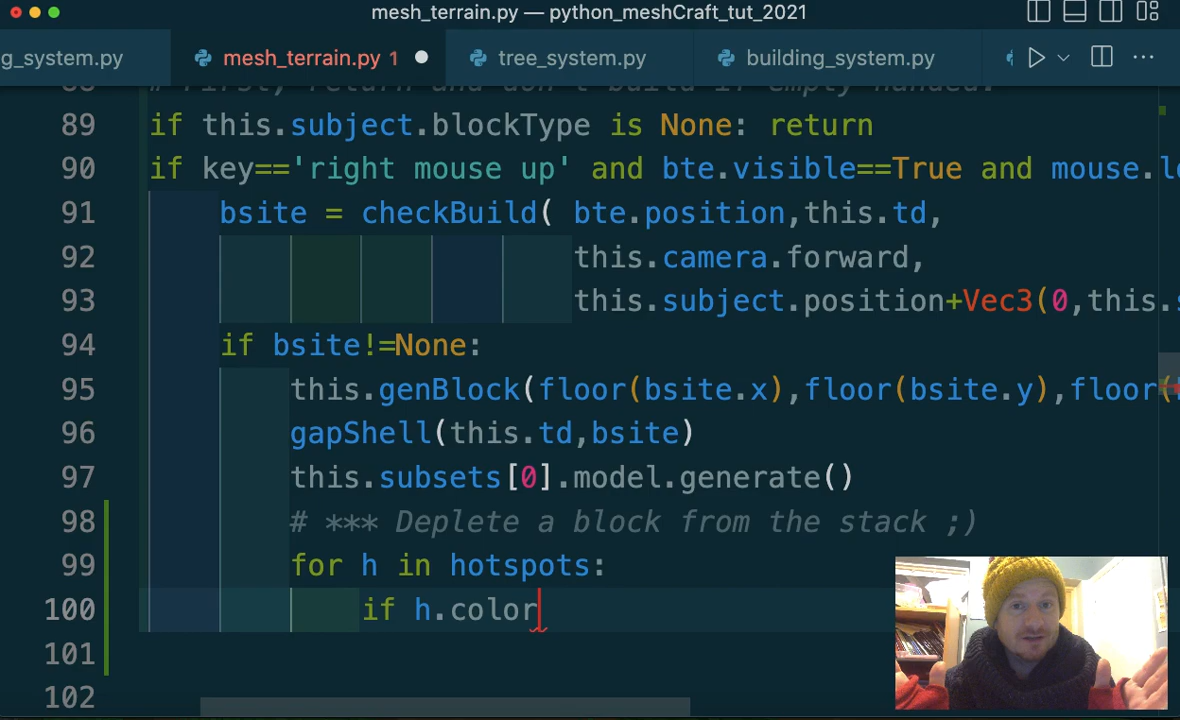 mesh_terrain.py — python_meshCraft_tut_2021
g_system.py mesh_terrain.py 1 tree_system.py building_system.py
89 if this.subject.blockType is None: return
90 if key=='right mouse up' and bte.visible==True and mouse.lo
91 bsite = checkBuild( bte.position,this.td,
92 this.camera.forward,
93 this.subject.position+Vec3(0,this.s
94 if bsite!=None:
95 this.genBlock(floor(bsite.x),floor(bsite.y),floor(
96 gapShell(this.td,bsite)
97 this.subsets[0].model.generate()
98 # *** Deplete a block from the stack ;)
99 for h in hotspots:
100 if h.color
101
102